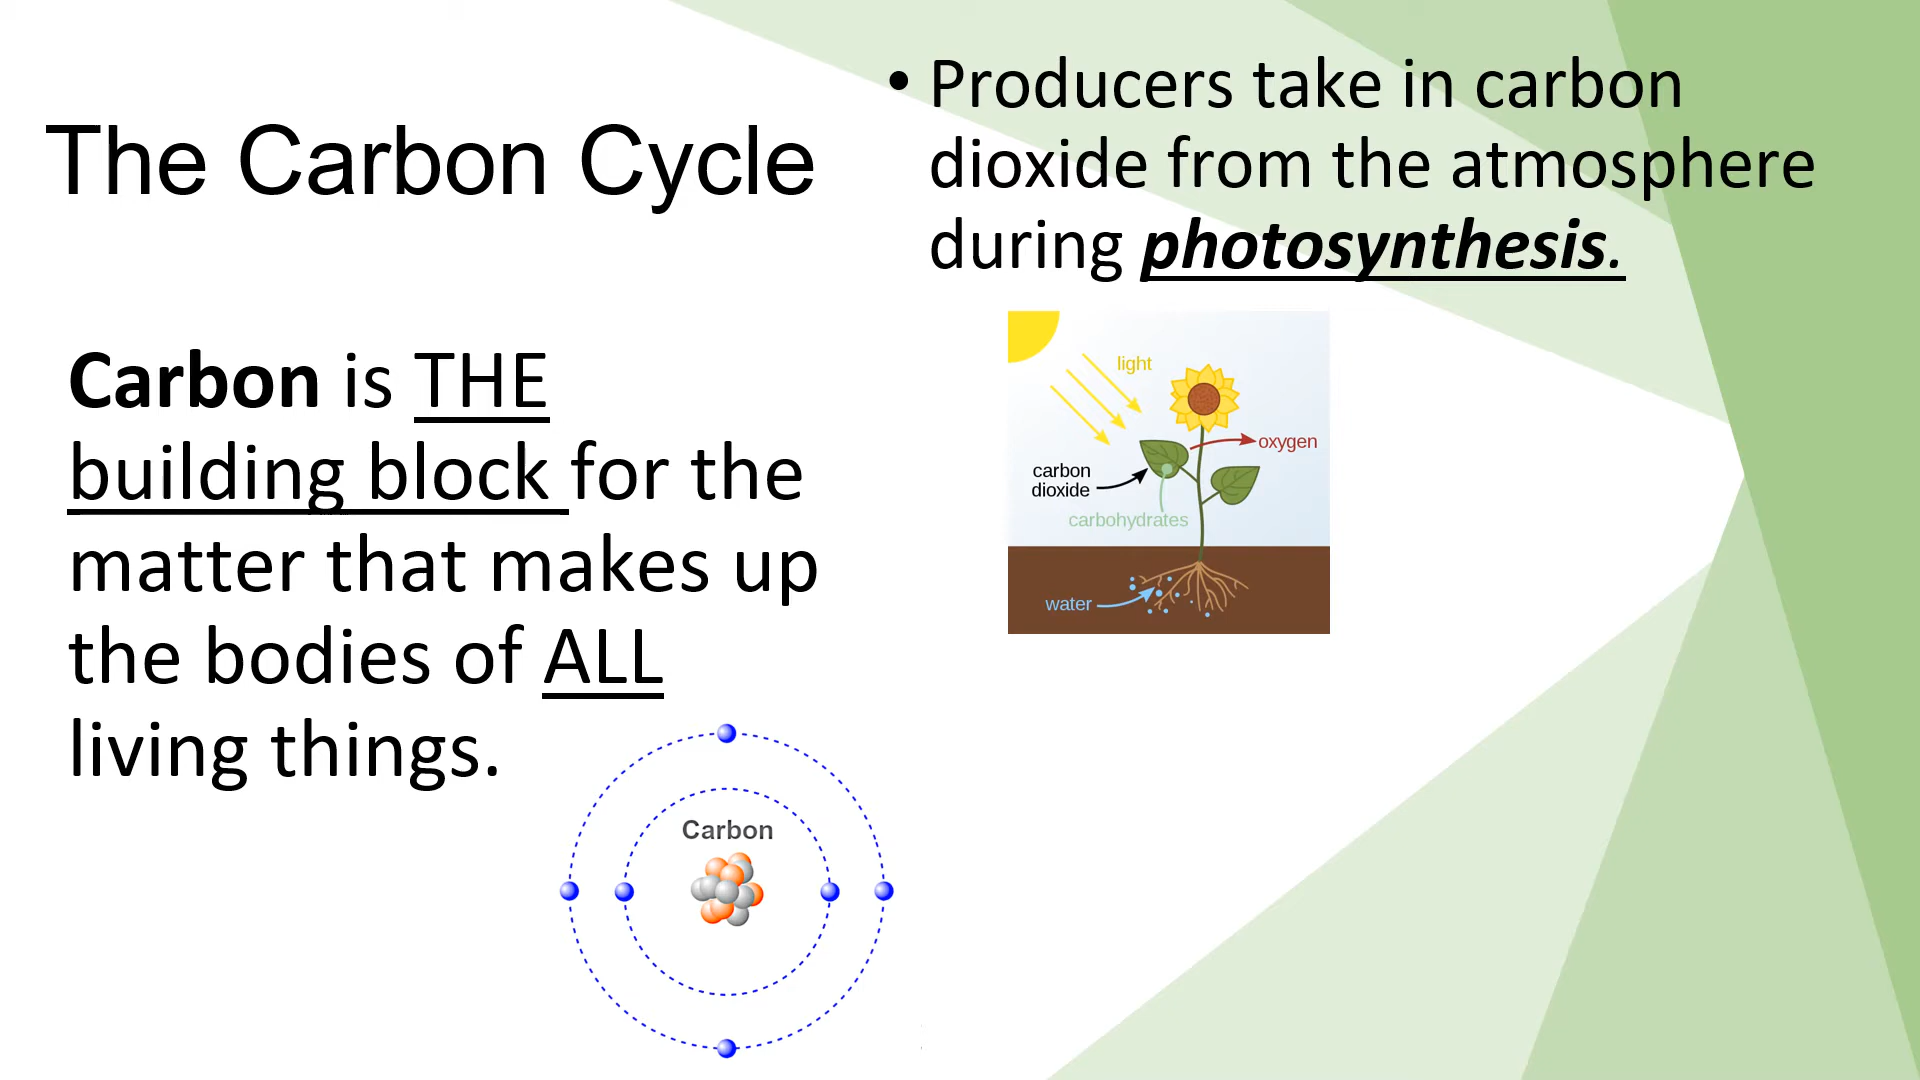 The Carbon Cycle
Carbon is THE
building block for the
matter that makes up
the bodies of ALL
living things.
Carbon
• Producers take in carbon
dioxide from the atmosphere
during photosynthesis.
light
oxygen
carbon
dioxide
carbohydrates
water